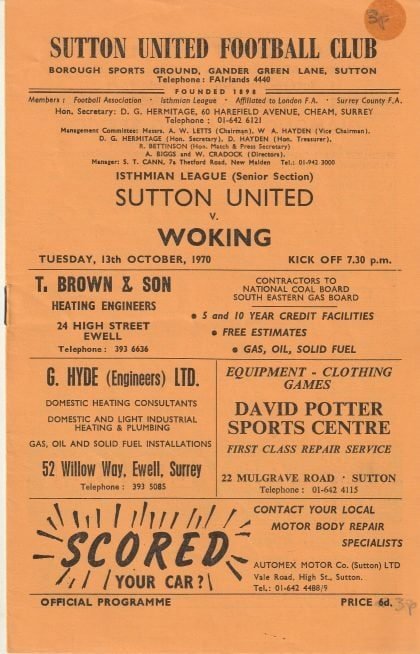 3p
SUTTON UNITED FOOTBALL CLUB
BOROUGH SPORTS GROUND, GANDER GREEN LANE, SUTTON
Telephone: FAIrlands 4440
FOUNDED 1898
Members: Football Association · Isthmian League · Affiliated to London F.A. · Surrey County F.A.
Hon. Secretary: D. G. HERMITAGE, 60 HAREFIELD AVENUE, CHEAM, SURREY
Telephone: 01-642 6121
Management Committee: Messrs. A. W. LETTS (Chairman), W. A. HAYDEN (Vice Chairman).
D. G. HERMITAGE (Hon. Secretary), D. HAYDEN (Hon. Treasurer),
R. BETTINSON (Hon. Match & Press Secretary)
A. BIGGS and W. CRADOCK (Directors).
Manager: S. T. CANN, 7a Thetford Road, New Malden Tel.: 01-942 3000
ISTHMIAN LEAGUE (Senior Section)
SUTTON UNITED
v.
WOKING
TUESDAY, 13th OCTOBER, 1970 KICK OFF 7.30 p.m.
T. BROWN & SON
HEATING ENGINEERS
24 HIGH STREET
EWELL
Telephone: 393 6636
CONTRACTORS TO
NATIONAL COAL BOARD
SOUTH EASTERN GAS BOARD
• 5 and 10 YEAR CREDIT FACILITIES
• FREE ESTIMATES
• GAS, OIL, SOLID FUEL
G. HYDE (Engineers) LTD.
DOMESTIC HEATING CONSULTANTS
DOMESTIC AND LIGHT INDUSTRIAL
HEATING & PLUMBING
GAS, OIL AND SOLID FUEL INSTALLATIONS
52 Willow Way, Ewell, Surrey
Telephone: 393 5085
EQUIPMENT - CLOTHING
GAMES
DAVID POTTER
SPORTS CENTRE
FIRST CLASS REPAIR SERVICE
22 MULGRAVE ROAD · SUTTON
Telephone: 01-642 4115
SCORED
YOUR CAR?
CONTACT YOUR LOCAL
MOTOR BODY REPAIR
SPECIALISTS
AUTOMEX MOTOR Co. (Sutton) LTD
Vale Road, High St., Sutton.
Tel.: 01-642 4488/9
OFFICIAL PROGRAMME PRICE 6d. 3p